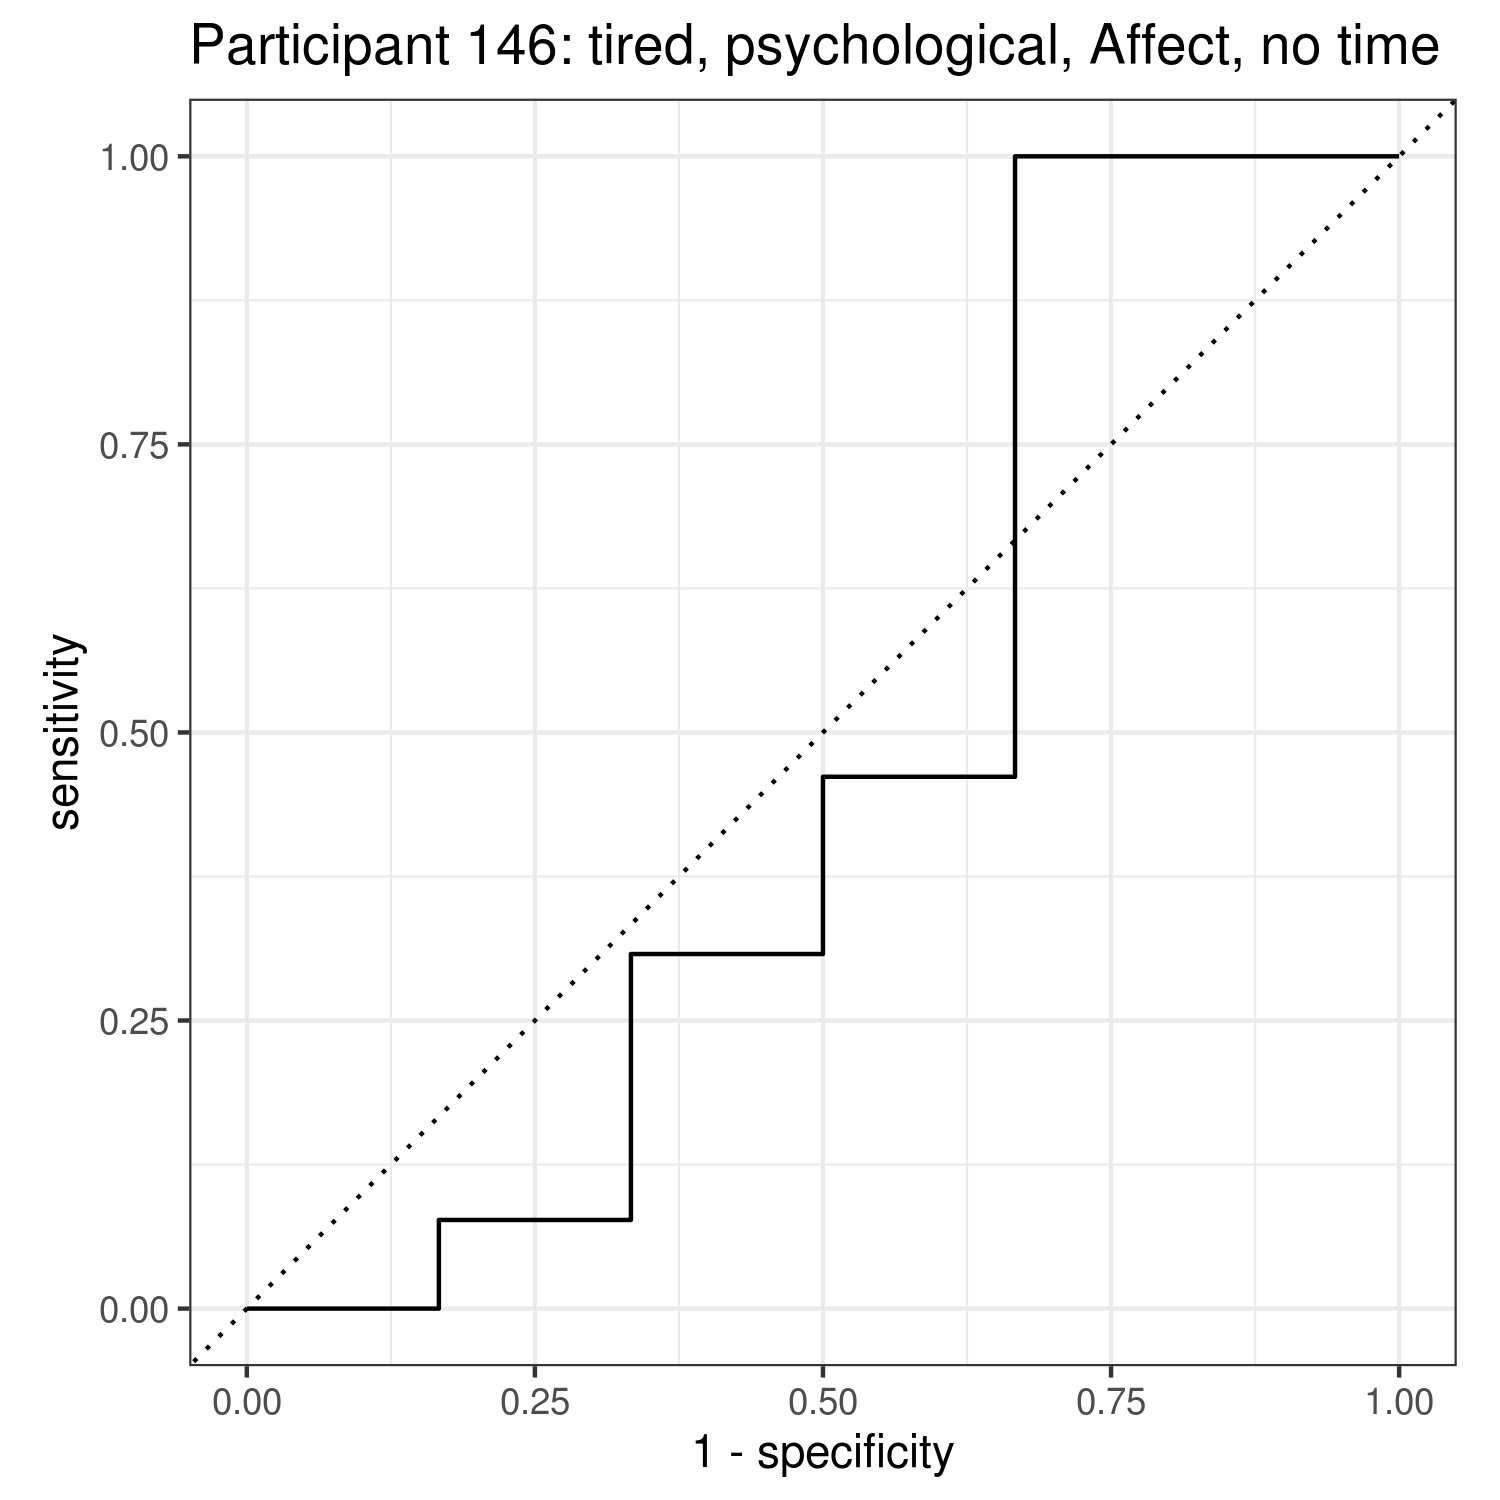 Participant 146: tired, psychological, Affect, no time
1.00
0.75
0.50
0.25
0.00
sensitivity
0.00 0.25 0.50 0.75 1.00
1 - specificity